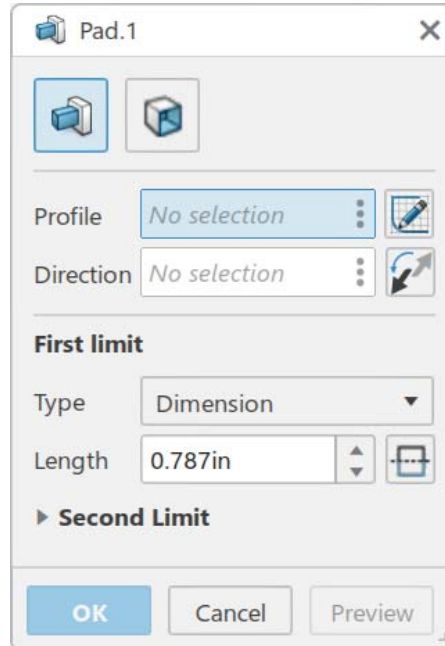 Pad.1
Profile No selection
Direction No selection
First limit
Type Dimension
Length 0.787in
Second Limit
OK Cancel Preview